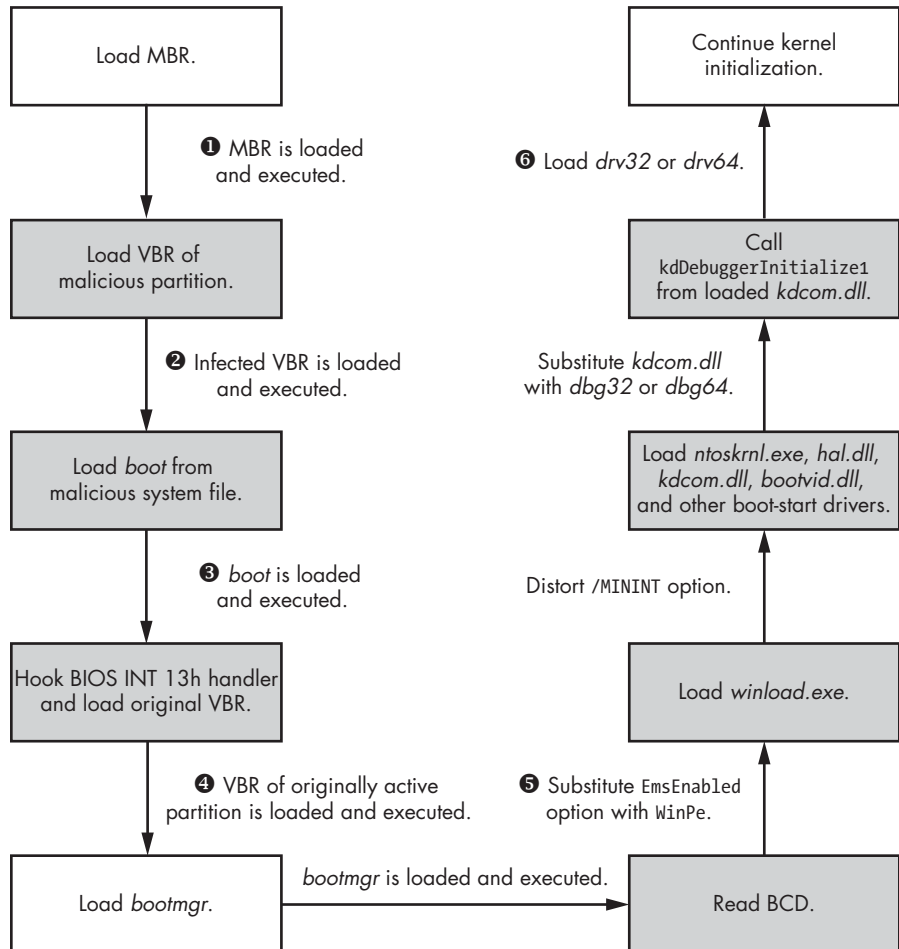 Load MBR.
❶ MBR is loaded
and executed.
Load VBR of
malicious partition.
❷ Infected VBR is loaded
and executed.
Load boot from
malicious system file.
❸ boot is loaded
and executed.
Hook BIOS INT 13h handler
and load original VBR.
❹ VBR of originally active
partition is loaded and executed.
Load bootmgr.
bootmgr is loaded and executed.
Read BCD.
❺ Substitute EmsEnabled
option with WinPe.
Load winload.exe.
Distort /MININT option.
Load ntoskrnl.exe, hal.dll,
kdcom.dll, bootvid.dll,
and other boot-start drivers.
Substitute kdcom.dll
with dbg32 or dbg64.
Call
kdDebuggerInitialize1
from loaded kdcom.dll.
❻ Load drv32 or drv64.
Continue kernel
initialization.